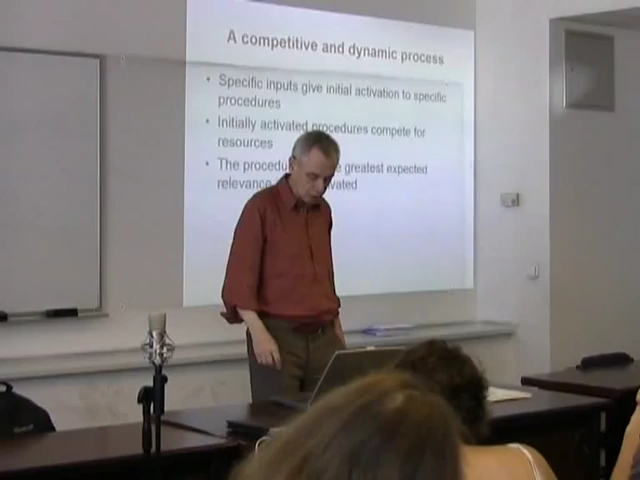 A competitive and dynamic process
• Specific inputs give initial activation to specific
procedures
• Initially activated procedures compete for
resources
• The greatest expected
relevance